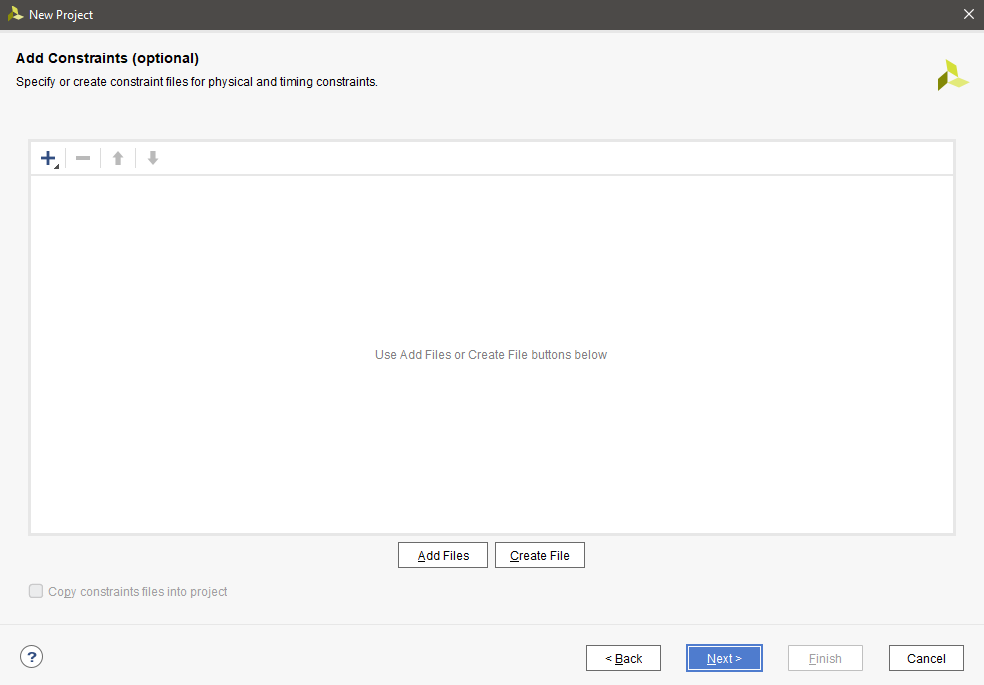 New Project
Add Constraints (optional)
Specify or create constraint files for physical and timing constraints.
Use Add Files or Create File buttons below
Add Files
Create File
Copy constraints files into project
?
< Back
Next >
Finish
Cancel